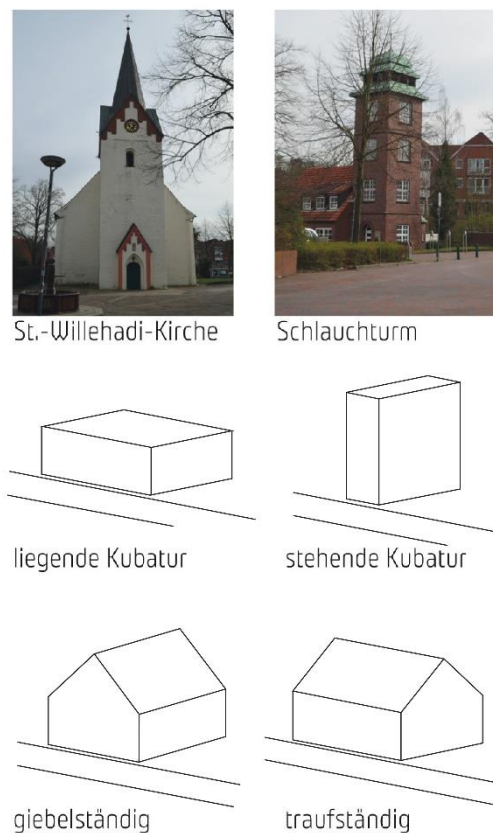 St.-Willehadi-Kirche
Schlauchturm
liegende Kubatur
stehende Kubatur
giebelständig
traufständig